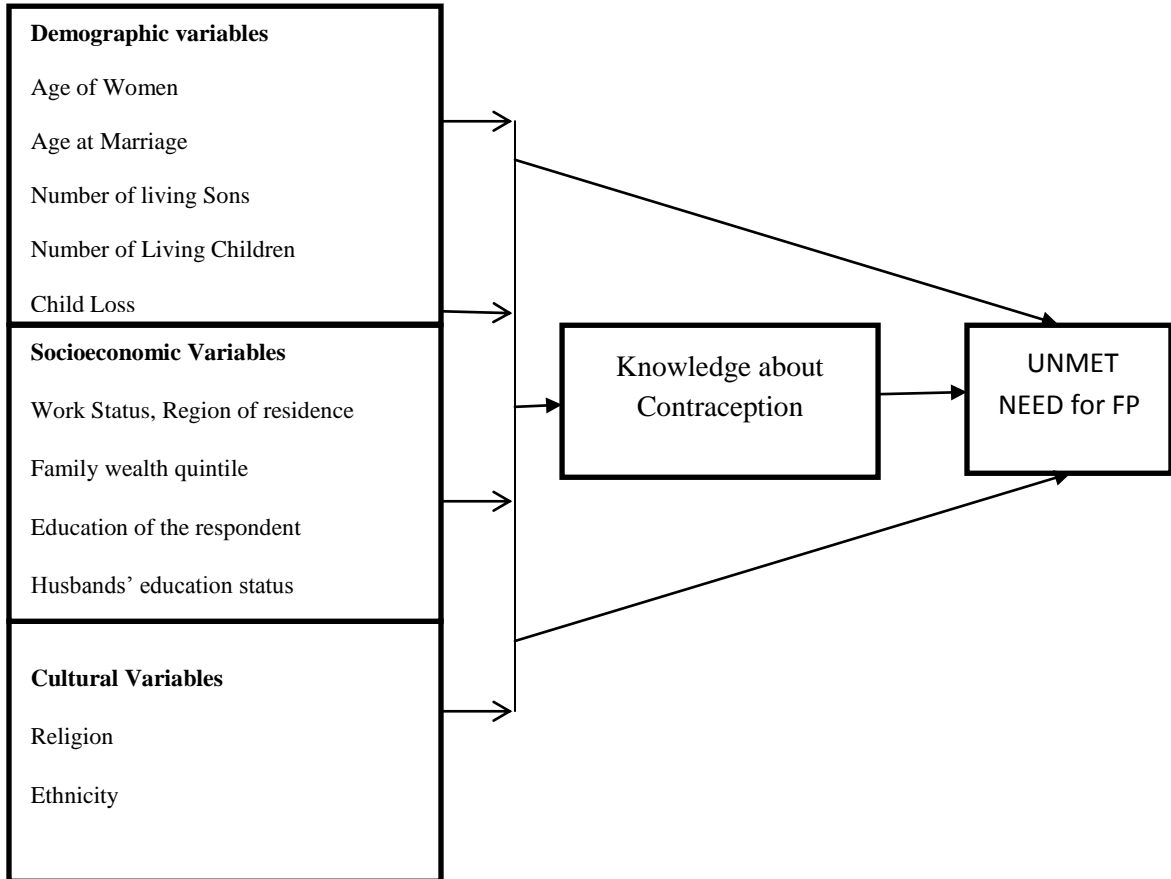 Demographic variables
Age of Women
Age at Marriage
Number of living Sons
Number of Living Children
Child Loss
Socioeconomic Variables
Work Status, Region of residence
Family wealth quintile
Education of the respondent
Husbands’ education status
Cultural Variables
Religion
Ethnicity
Knowledge about
Contraception
UNMET
NEED for FP